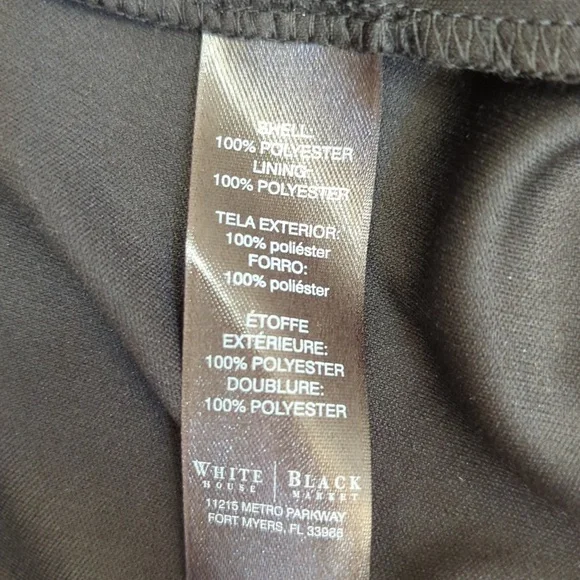 SHELL:
100% POLYESTER
LINING:
100% POLYESTER
TELA EXTERIOR:
100% poliéster
FORRO:
100% poliéster
ÉTOFFE
EXTÉRIEURE:
100% POLYESTER
DOUBLURE:
100% POLYESTER
WHITE | BLACK
HOUSE | MARKET
11215 METRO PARKWAY
FORT MYERS, FL 33966